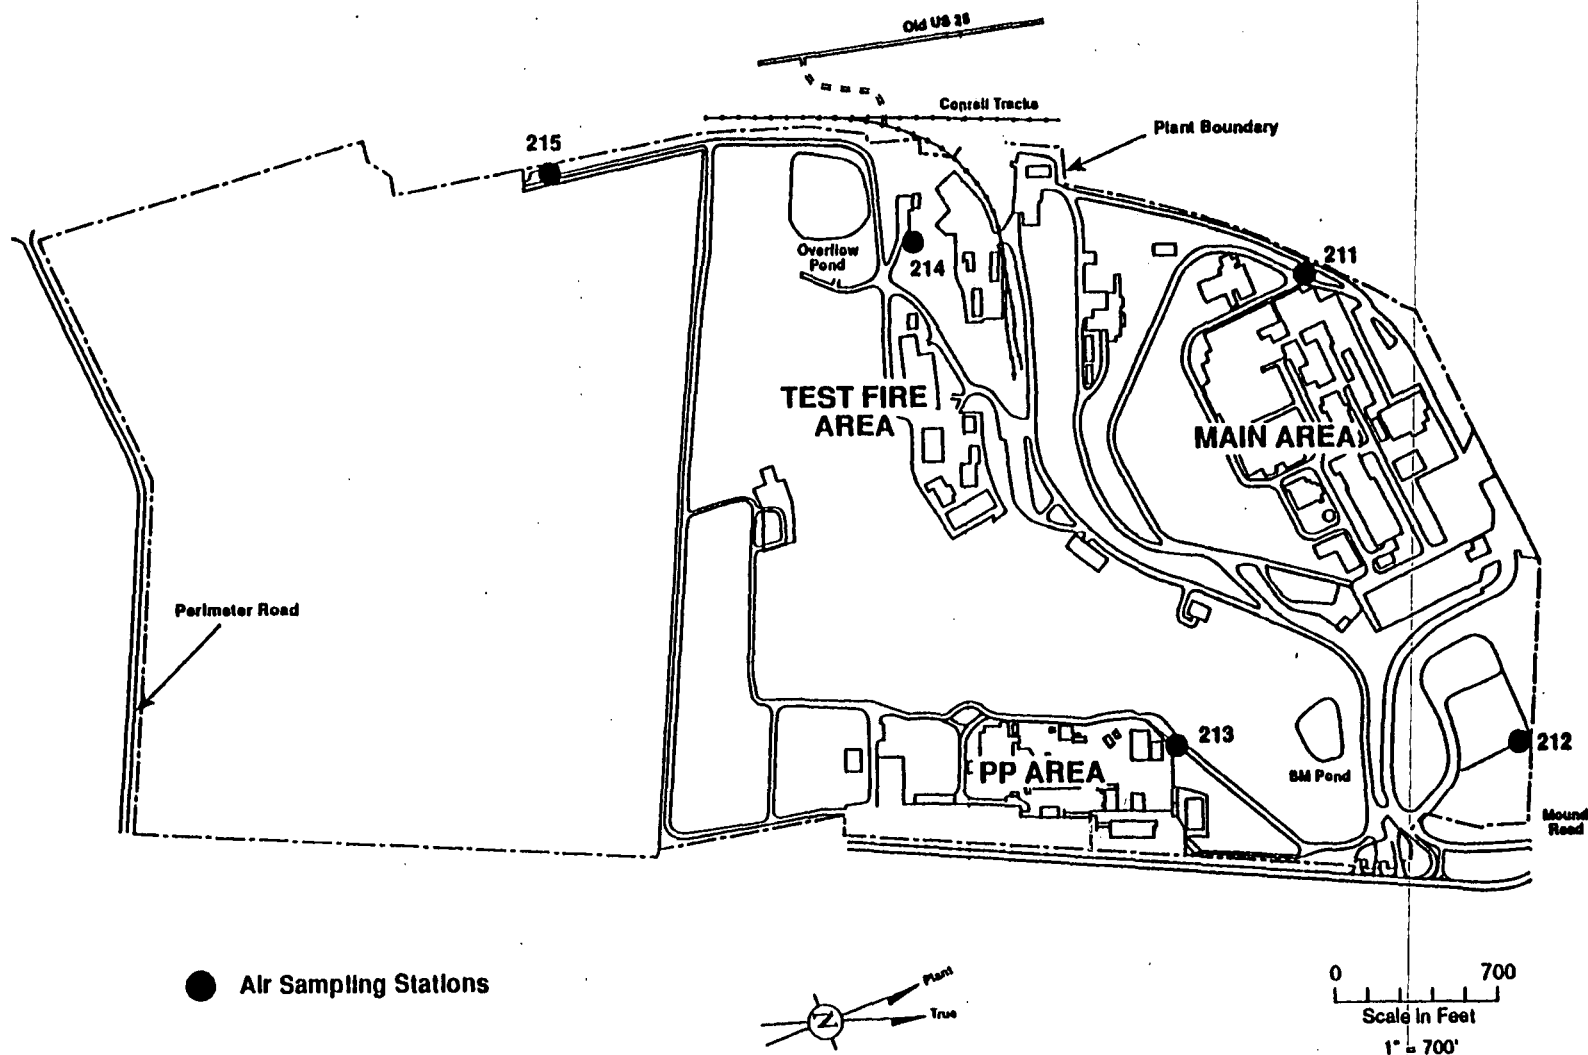 Old US 25
Conrail Tracks
Plant Boundary
215
211
Overflow
Pond
214
TEST FIRE
AREA
MAIN AREA
Perimeter Road
213
212
PP AREA
SM Pond
Mound
Road
Air Sampling Stations
Plant
True
N
0 700
Scale in Feet
1" = 700'